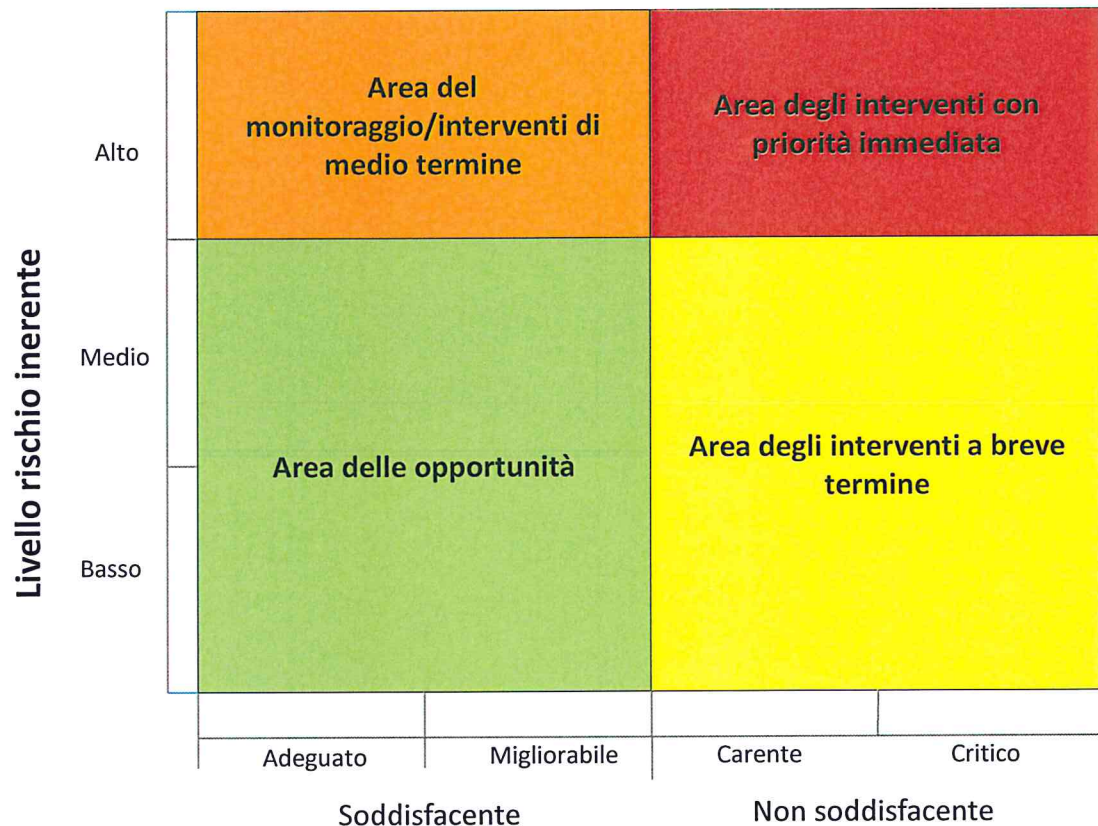 Area del
monitoraggio/interventi di
medio termine
Area degli interventi con
priorità immediata
Alto
Livello rischio inerente
Medio
Area delle opportunità
Area degli interventi a breve
termine
Basso
Adeguato
Migliorabile
Carente
Critico
Soddisfacente
Non soddisfacente